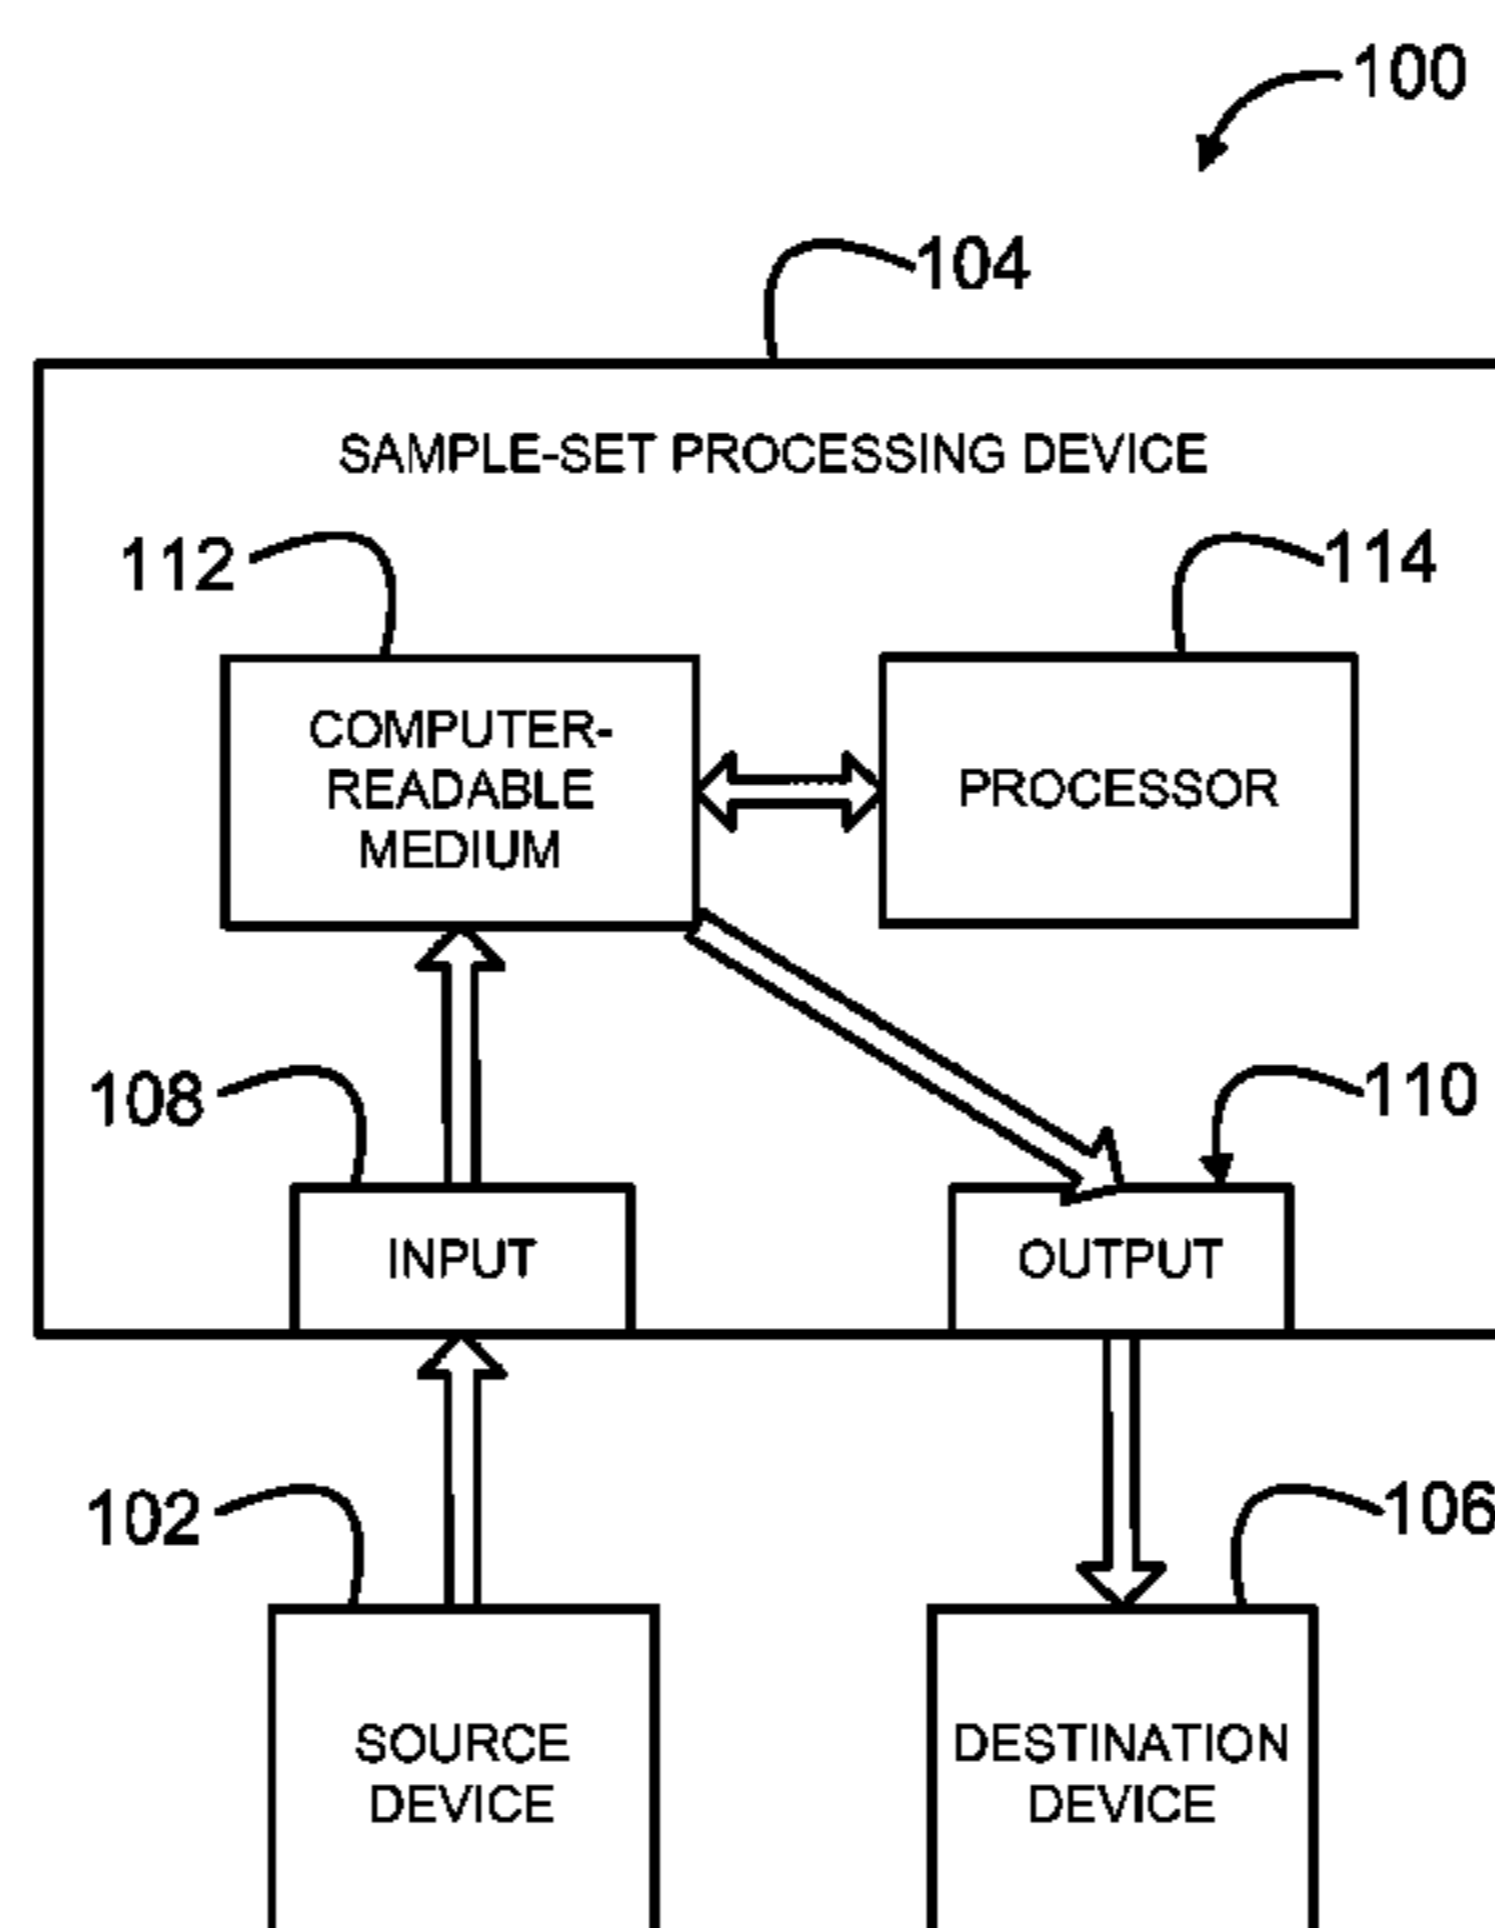 100
104
SAMPLE-SET PROCESSING DEVICE
112
114
COMPUTER-
READABLE
MEDIUM
PROCESSOR
108
110
INPUT
OUTPUT
102
106
SOURCE
DEVICE
DESTINATION
DEVICE